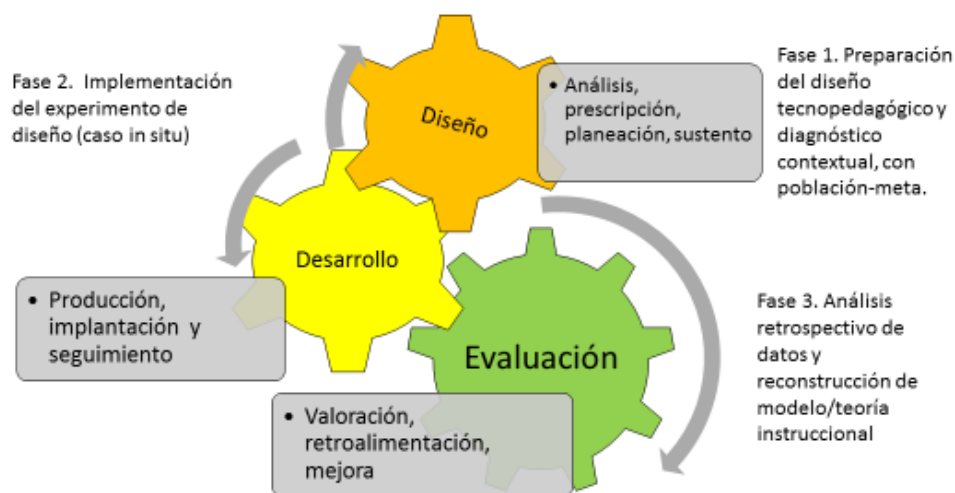 Fase 2.  Implementación
del experimento de
diseño (caso in situ)
Diseño
• Análisis,
prescripción,
planeación, sustento
Fase 1. Preparación
del diseño
tecnopedagógico y
diagnóstico
contextual, con
población-meta.
Desarrollo
• Producción,
implantación y
seguimiento
Evaluación
• Valoración,
retroalimentación,
mejora
Fase 3. Análisis
retrospectivo de
datos y
reconstrucción de
modelo/teoría
instruccional